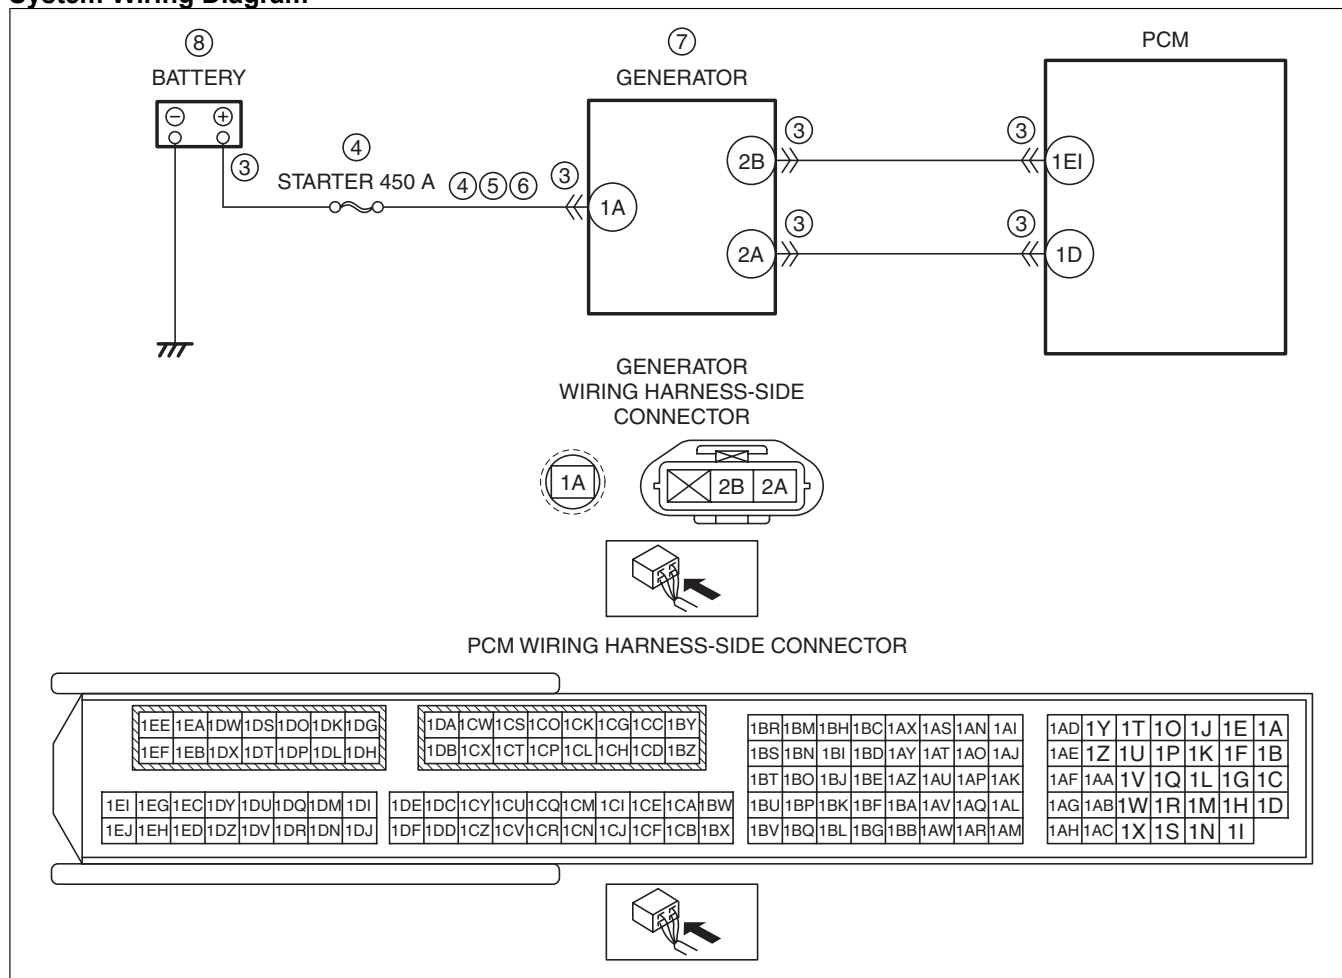 System Wiring Diagram
8
BATTERY
− +
3
4
STARTER 450 A
4 5 6
3
1A
7
GENERATOR
2B
3
3
1EI
2A
3
3
1D
PCM
GENERATOR
WIRING HARNESS-SIDE
CONNECTOR
1A
2B 2A
PCM WIRING HARNESS-SIDE CONNECTOR
1EE 1EA 1DW 1DS 1DO 1DK 1DG
1EF 1EB 1DX 1DT 1DP 1DL 1DH
1EI 1EG 1EC 1DY 1DU 1DQ 1DM 1DI
1EJ 1EH 1ED 1DZ 1DV 1DR 1DN 1DJ
1DA 1CW 1CS 1CO 1CK 1CG 1CC 1BY
1DB 1CX 1CT 1CP 1CL 1CH 1CD 1BZ
1DE 1DC 1CY 1CU 1CQ 1CM 1CI 1CE 1CA 1BW
1DF 1DD 1CZ 1CV 1CR 1CN 1CJ 1CF 1CB 1BX
1BR 1BM 1BH 1BC 1AX 1AS 1AN 1AI
1BS 1BN 1BI 1BD 1AY 1AT 1AO 1AJ
1BT 1BO 1BJ 1BE 1AZ 1AU 1AP 1AK
1BU 1BP 1BK 1BF 1BA 1AV 1AQ 1AL
1BV 1BQ 1BL 1BG 1BB 1AW 1AR 1AM
1AD 1Y 1T 1O 1J 1E 1A
1AE 1Z 1U 1P 1K 1F 1B
1AF 1AA 1V 1Q 1L 1G 1C
1AG 1AB 1W 1R 1M 1H 1D
1AH 1AC 1X 1S 1N 1I